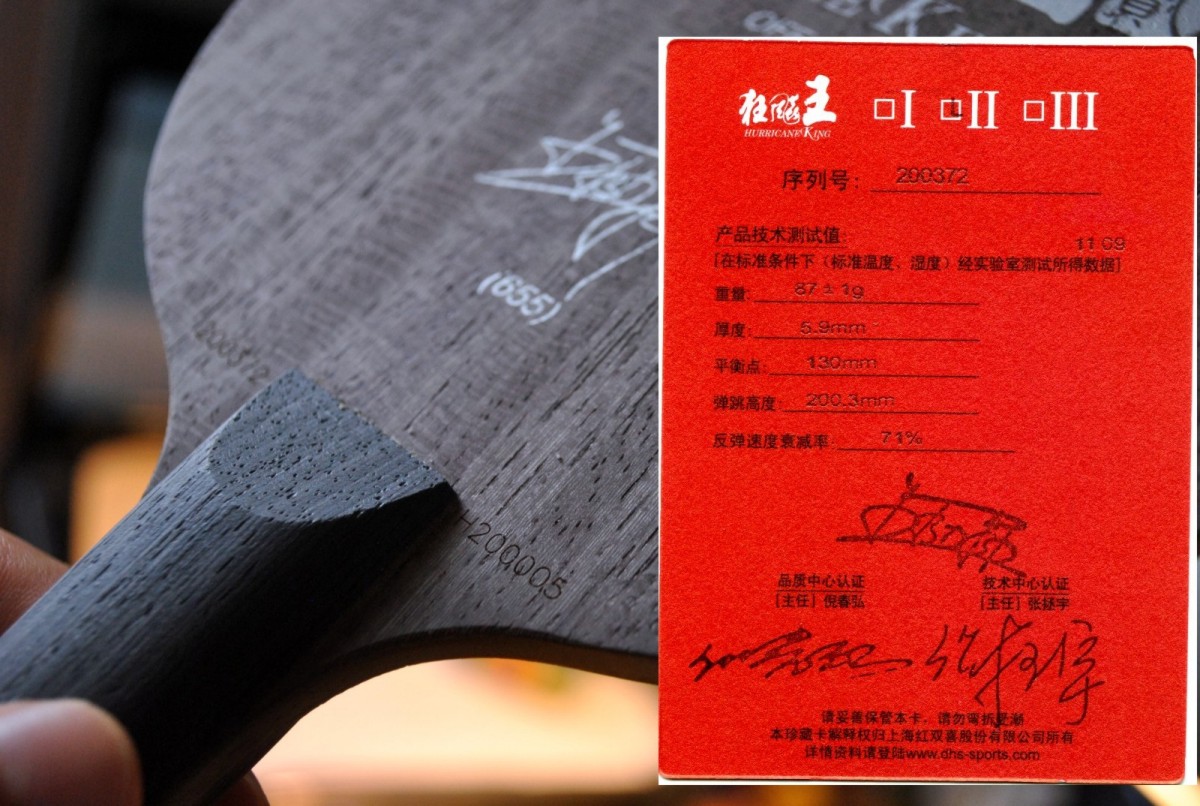 (655)
200372
H200005
狂飚王
HURRICANE KING
□I □II □III
序列号: 200372
产品技术测试值: 11 09
[在标准条件下（标准温度、湿度）经实验室测试所得数据]
重量: 87±1g
厚度: 5.9mm
平衡点: 130mm
弹跳高度: 200.3mm
反弹速度衰减率: 71%
品质中心认证 技术中心认证
[主任] 倪春弘 [主任] 张拯宇
请妥善保管本卡，请勿弯折受潮
本珍藏卡解释权归上海红双喜股份有限公司所有
详情资料请登陆www.dhs-sports.com